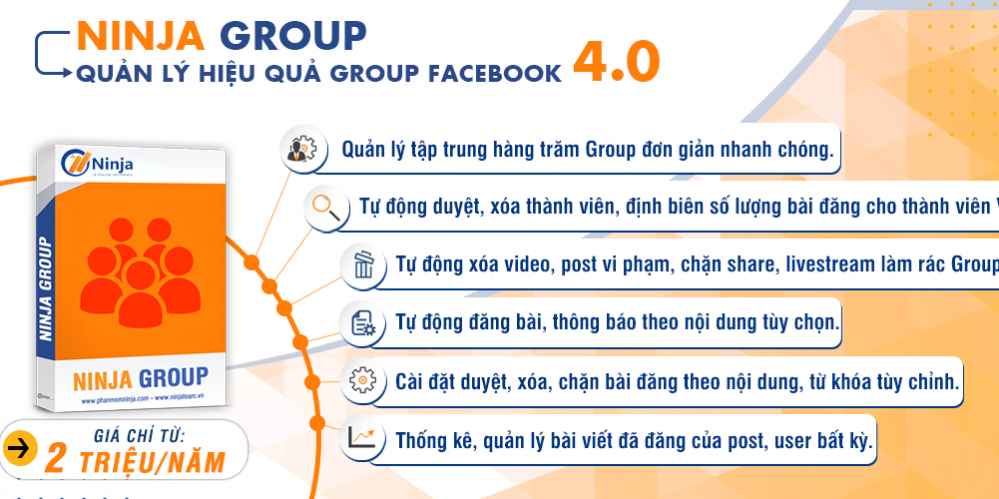 NINJA GROUP
QUẢN LÝ HIỆU QUẢ GROUP FACEBOOK 4.0
Ninja
NINJA GROUP
NINJA GROUP
www.phanmemninja.com – www.ninjateam.vn
GIÁ CHỈ TỪ:
2 TRIỆU/NĂM
Quản lý tập trung hàng trăm Group đơn giản nhanh chóng.
Tự động duyệt, xóa thành viên, định biên số lượng bài đăng cho thành viên V
Tự động xóa video, post vi phạm, chặn share, livestream làm rác Group
Tự động đăng bài, thông báo theo nội dung tùy chọn.
Cài đặt duyệt, xóa, chặn bài đăng theo nội dung, từ khóa tùy chỉnh.
Thống kê, quản lý bài viết đã đăng của post, user bất kỳ.